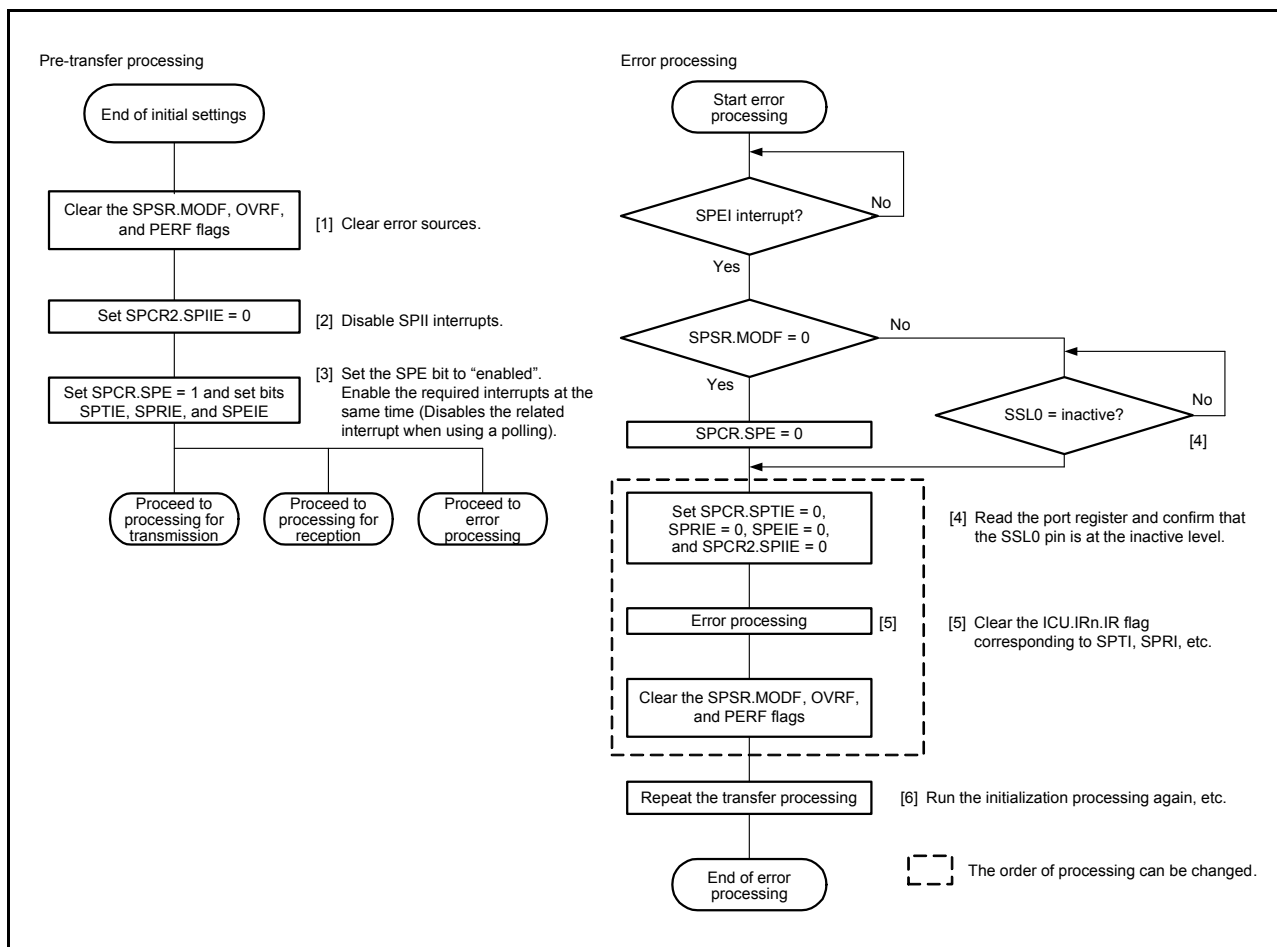 Pre-transfer processing
End of initial settings
Clear the SPSR.MODF, OVRF,
and PERF flags
[1] Clear error sources.
Set SPCR2.SPIIE = 0
[2] Disable SPII interrupts.
Set SPCR.SPE = 1 and set bits
SPTIE, SPRIE, and SPEIE
[3] Set the SPE bit to “enabled”.
Enable the required interrupts at the
same time (Disables the related
interrupt when using a polling).
Proceed to
processing for
transmission
Proceed to
processing for
reception
Proceed to
error
processing
Error processing
Start error
processing
SPEI interrupt?
No
Yes
SPSR.MODF = 0
No
Yes
SSL0 = inactive?
No
[4]
SPCR.SPE = 0
Set SPCR.SPTIE = 0,
SPRIE = 0, SPEIE = 0,
and SPCR2.SPIIE = 0
[4] Read the port register and confirm that
the SSL0 pin is at the inactive level.
Error processing
[5]
[5] Clear the ICU.IRn.IR flag
corresponding to SPTI, SPRI, etc.
Clear the SPSR.MODF, OVRF,
and PERF flags
Repeat the transfer processing
[6] Run the initialization processing again, etc.
End of error
processing
The order of processing can be changed.